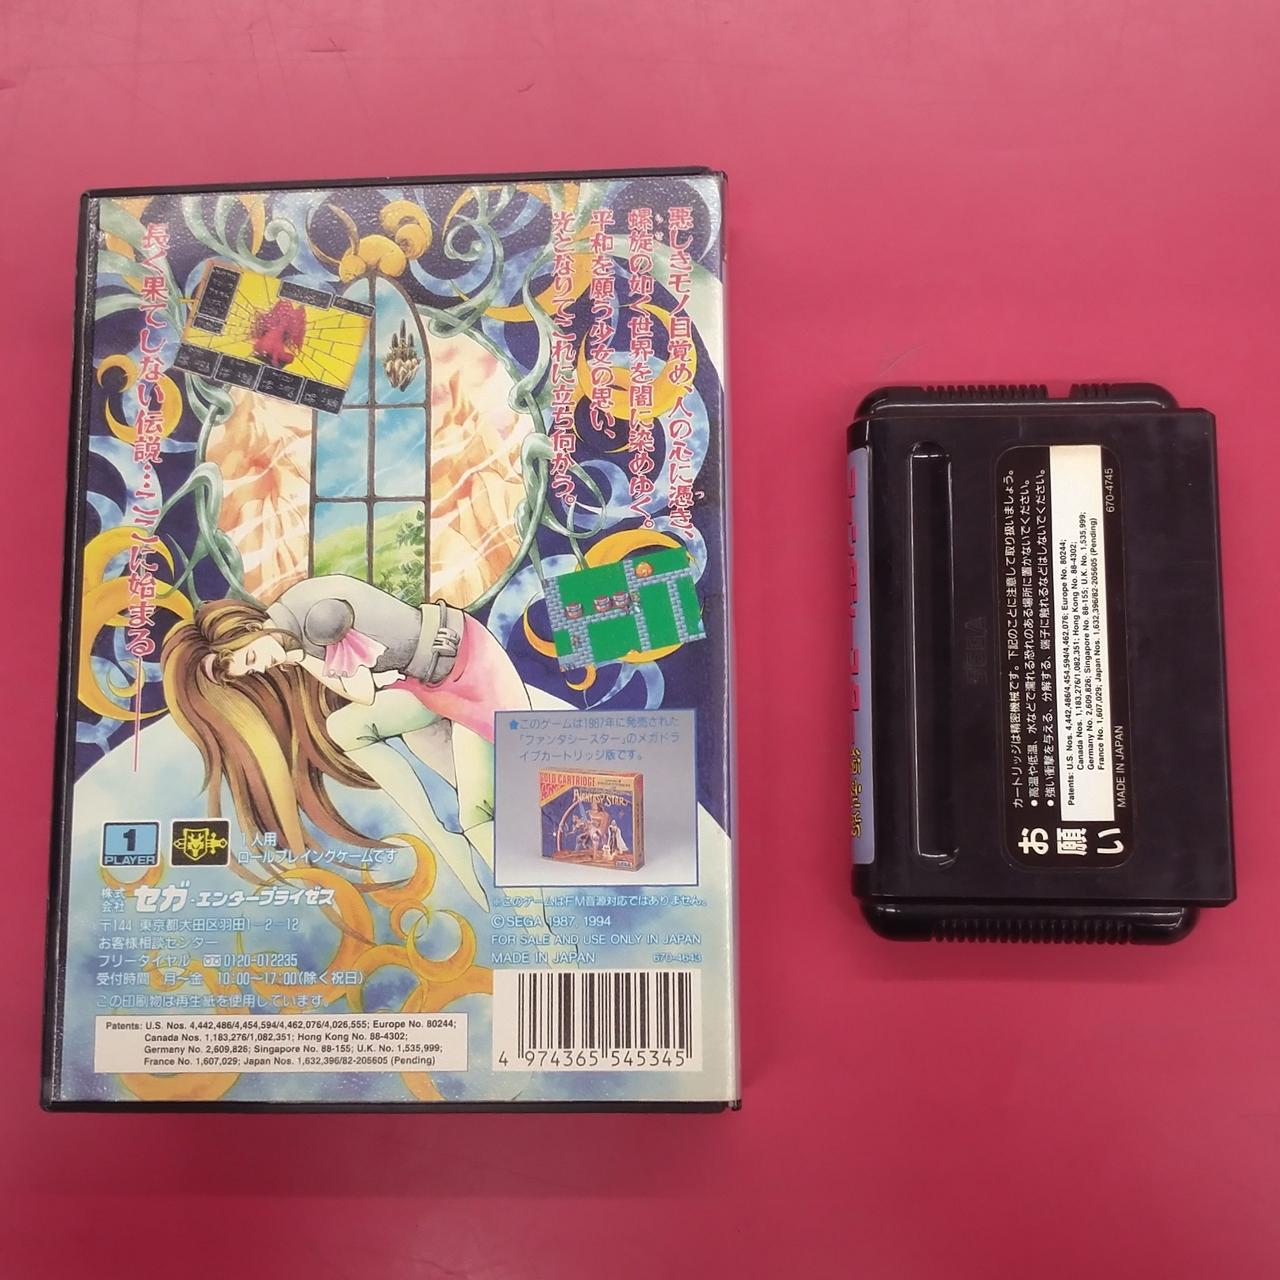 悪しきモノ目覚め、人の心に憑き、
つ
螺旋の如く世界を闇に染めゆく。
らせん
平和を願う少女の思い、
光となりてこれに立ち向かう。
長く果てしない伝説…ここに始まる
★このゲームは1987年に発売された
「ファンタシースター」のメガドラ
イブカートリッジ版です。
GOLD CARTRIDGE
PHANTASY STAR
1
PLAYER
1人用
ロールプレイングゲームです
株式
会社 セガ・エンタープライゼス
〒144 東京都大田区羽田1-2-12
お客様相談センター
フリーダイヤル 0120-012235
受付時間 月~金 10:00~17:00(除く祝日)
この印刷物は再生紙を使用しています。
※このゲームはFM音源対応ではありません。
©SEGA 1987, 1994
FOR SALE AND USE ONLY IN JAPAN
MADE IN JAPAN
670-4643
Patents: U.S. Nos. 4,442,486/4,454,594/4,462,076/4,026,555; Europe No. 80244;
Canada Nos. 1,183,276/1,082,351; Hong Kong No. 88-4302;
Germany No. 2,609,826; Singapore No. 88-155; U.K. No. 1,535,999;
France No. 1,607,029; Japan Nos. 1,632,396/82-205605 (Pending)
4 974365 545345
SEGA
お願い
カートリッジは精密機械です。下記のことに注意して取り扱いましょう。
●高温や低温、水などで濡れる恐れのある場所に置かないでください。
●強い衝撃を与える、分解する、端子に触れるなどはしないでください。
Patents: U.S. Nos. 4,442,486/4,454,594/4,462,076; Europe No. 80244;
Canada Nos. 1,183,276/1,082,351; Hong Kong No. 88-4302;
Germany No. 2,609,826; Singapore No. 88-155; U.K. No. 1,535,999;
France No. 1,607,029; Japan Nos. 1,632,396/82-205605 (Pending)
MADE IN JAPAN
670-4745